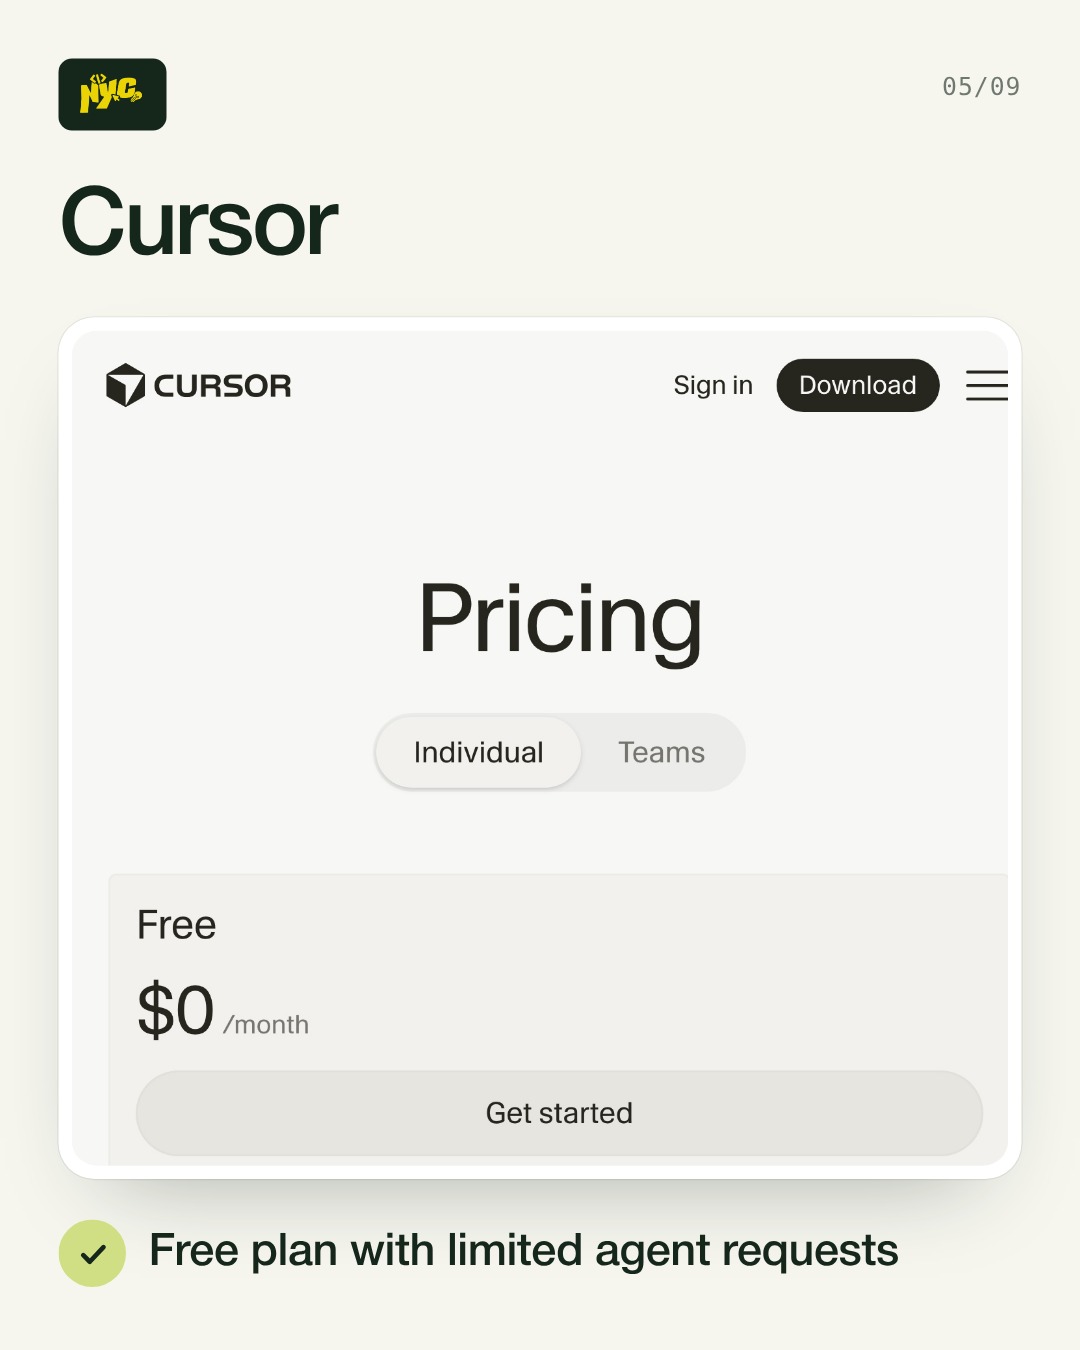 NYC
05/09
Cursor
CURSOR
Sign in
Download
Pricing
Individual
Teams
Free
$0 /month
Get started
Free plan with limited agent requests